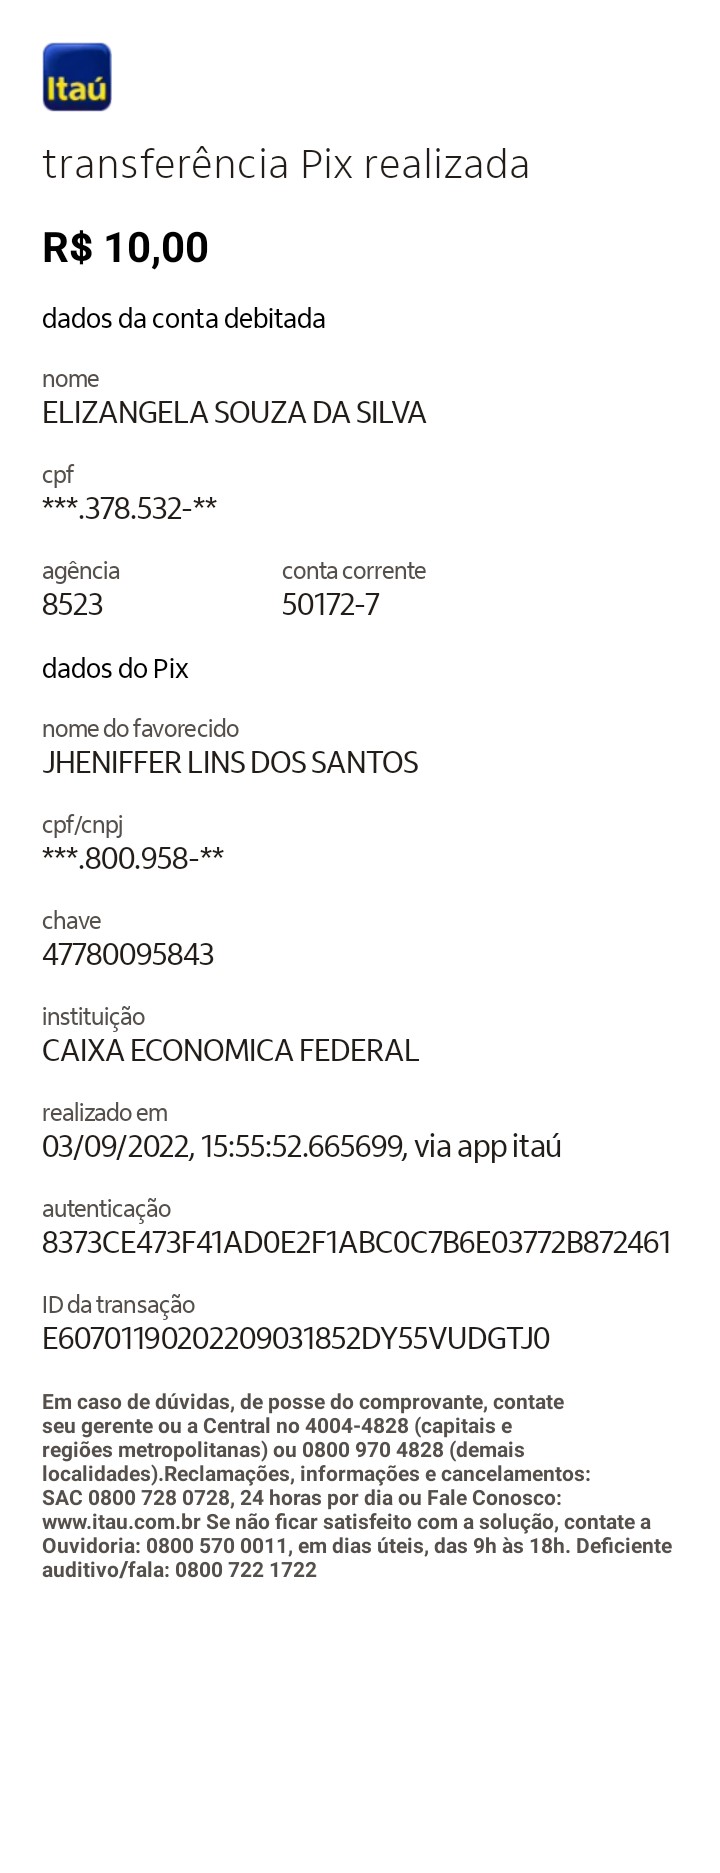 Itaú
transferência Pix realizada
R$ 10,00
dados da conta debitada
nome
ELIZANGELA SOUZA DA SILVA
cpf
***.378.532-**
agência conta corrente
8523 50172-7
dados do Pix
nome do favorecido
JHENIFFER LINS DOS SANTOS
cpf/cnpj
***.800.958-**
chave
47780095843
instituição
CAIXA ECONOMICA FEDERAL
realizado em
03/09/2022, 15:55:52.665699, via app itaú
autenticação
8373CE473F41AD0E2F1ABC0C7B6E03772B872461
ID da transação
E60701190202209031852DY55VUDGTJ0
Em caso de dúvidas, de posse do comprovante, contate
seu gerente ou a Central no 4004-4828 (capitais e
regiões metropolitanas) ou 0800 970 4828 (demais
localidades).Reclamações, informações e cancelamentos:
SAC 0800 728 0728, 24 horas por dia ou Fale Conosco:
www.itau.com.br Se não ficar satisfeito com a solução, contate a
Ouvidoria: 0800 570 0011, em dias úteis, das 9h às 18h. Deficiente
auditivo/fala: 0800 722 1722